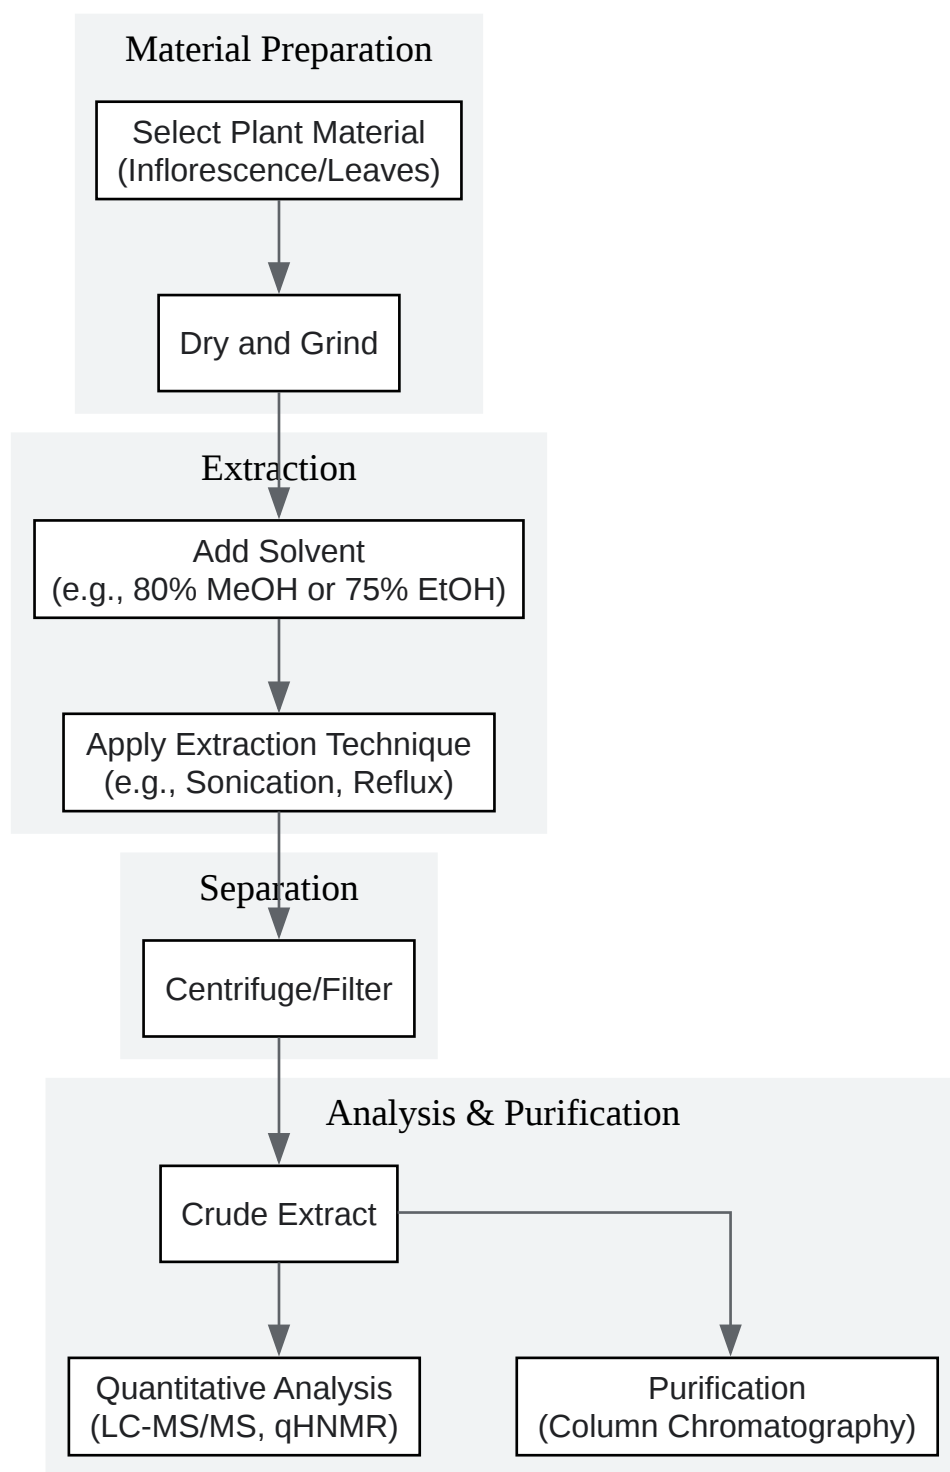 Material Preparation
Select Plant Material
(Inflorescence/Leaves)
Dry and Grind
Extraction
Add Solvent
(e.g., 80% MeOH or 75% EtOH)
Apply Extraction Technique
(e.g., Sonication, Reflux)
Separation
Centrifuge/Filter
Analysis & Purification
Crude Extract
Quantitative Analysis
(LC-MS/MS, qHNMR)
Purification
(Column Chromatography)